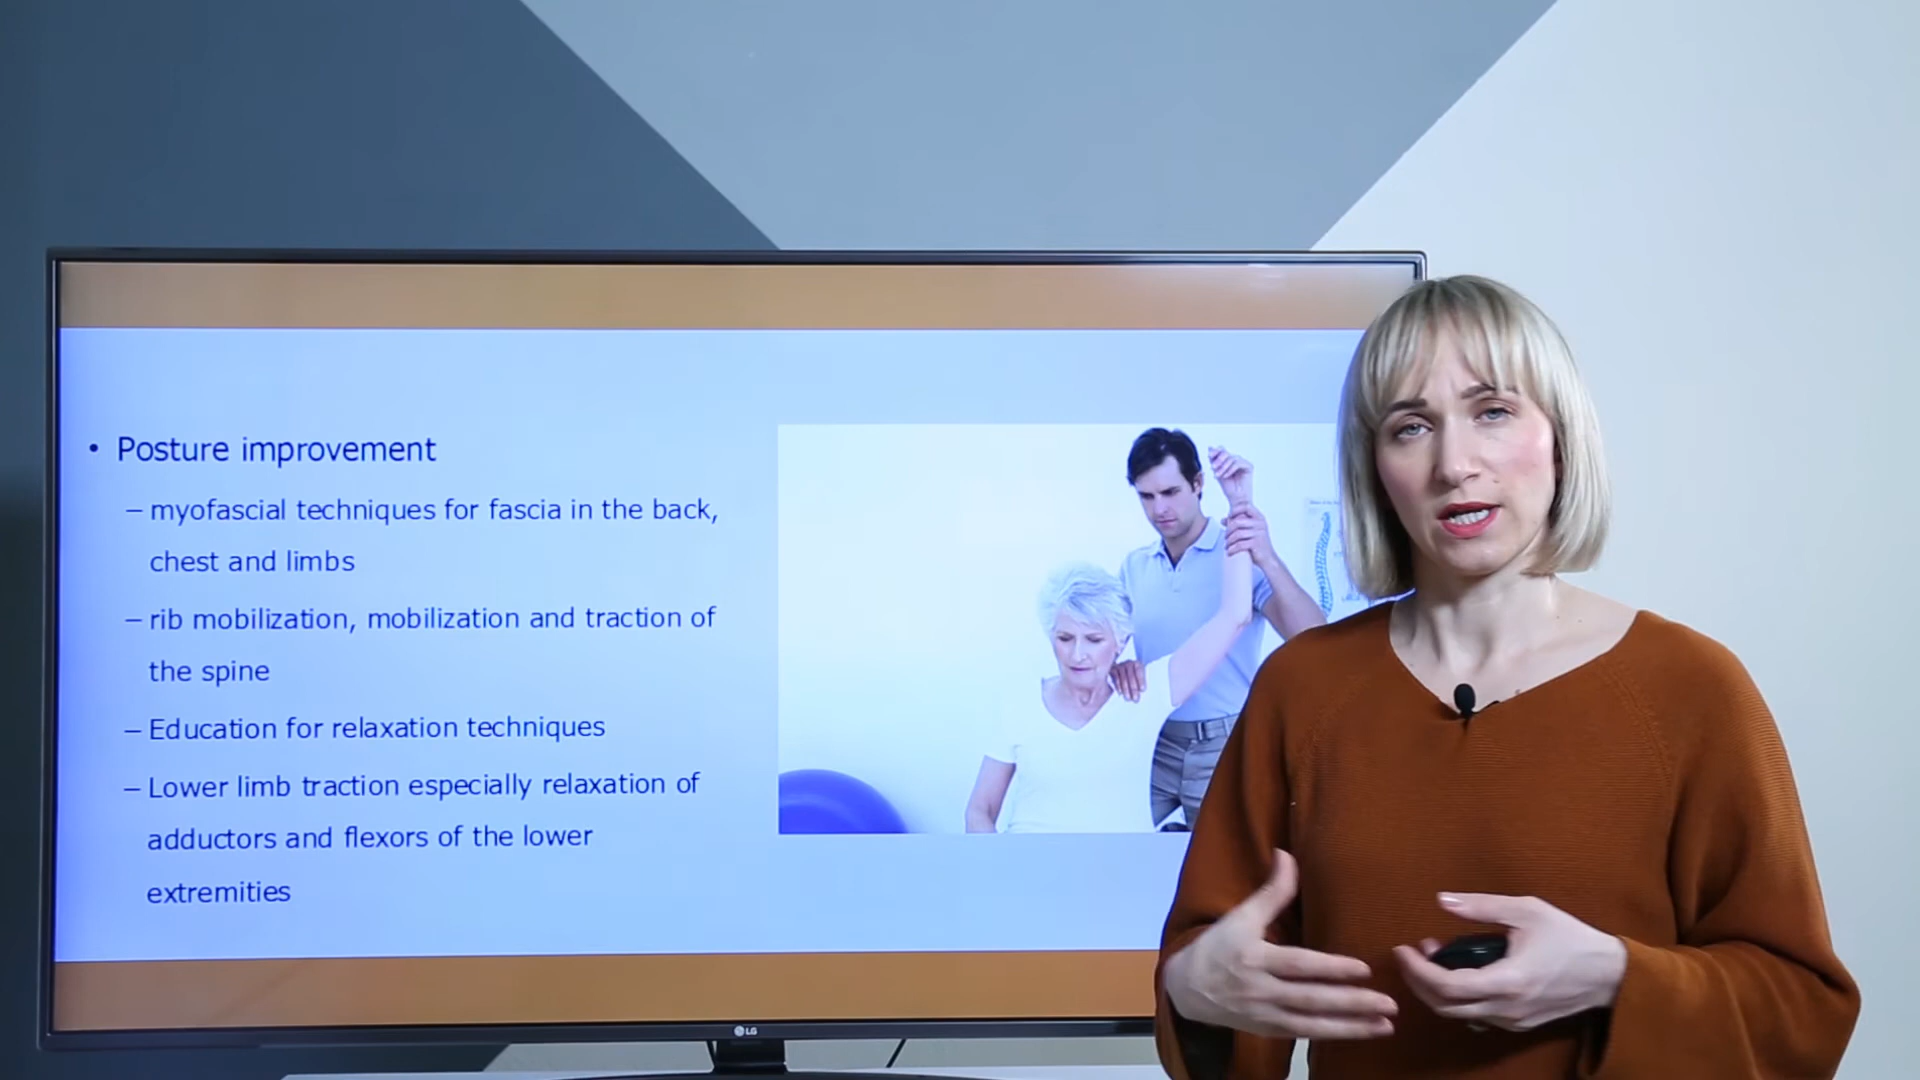 • Posture improvement
– myofascial techniques for fascia in the back,
chest and limbs
– rib mobilization, mobilization and traction of
the spine
– Education for relaxation techniques
– Lower limb traction especially relaxation of
adductors and flexors of the lower
extremities
LG